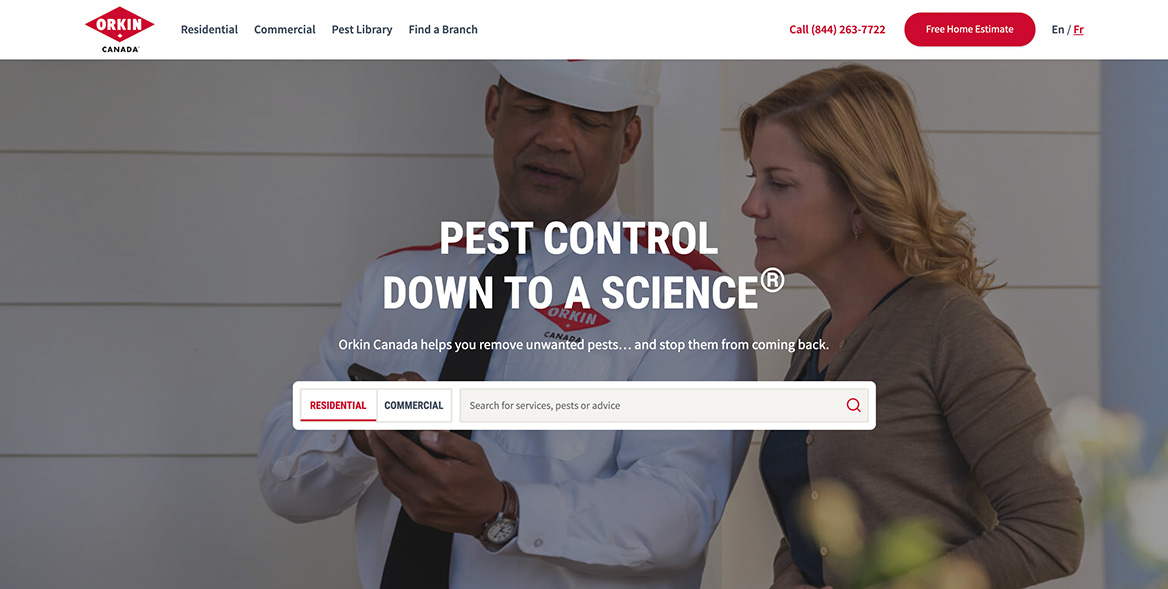 ORKIN
CANADA
Residential
Commercial
Pest Library
Find a Branch
Call (844) 263-7722
Free Home Estimate
En / Fr
PEST CONTROL
DOWN TO A SCIENCE®
ORKIN
CANADA
Orkin Canada helps you remove unwanted pests… and stop them from coming back.
RESIDENTIAL
COMMERCIAL
Search for services, pests or advice